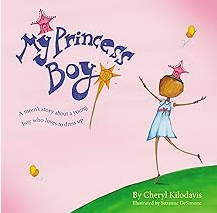 My Princess
Boy
A mom's story about a young
boy who loves to dress up
By Cheryl Kilodavis
Illustrated by Suzanne DeSimone